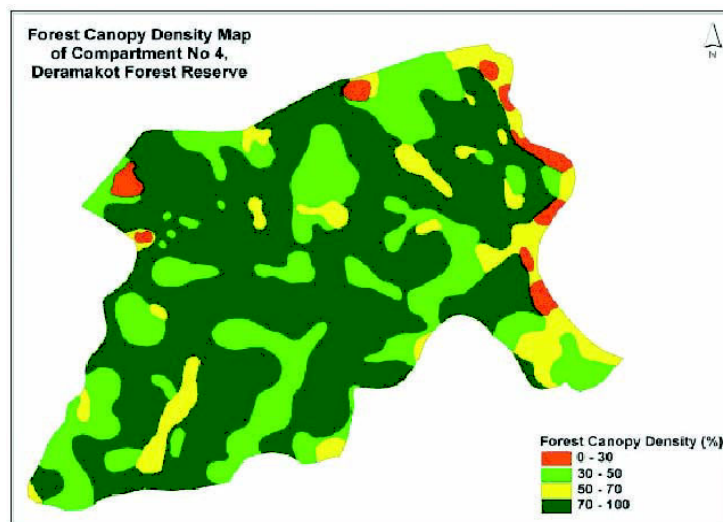 Forest Canopy Density Map
of Compartment No 4,
Deramakot Forest Reserve
N
Forest Canopy Density (%)
0 - 30
30 - 50
50 - 70
70 - 100